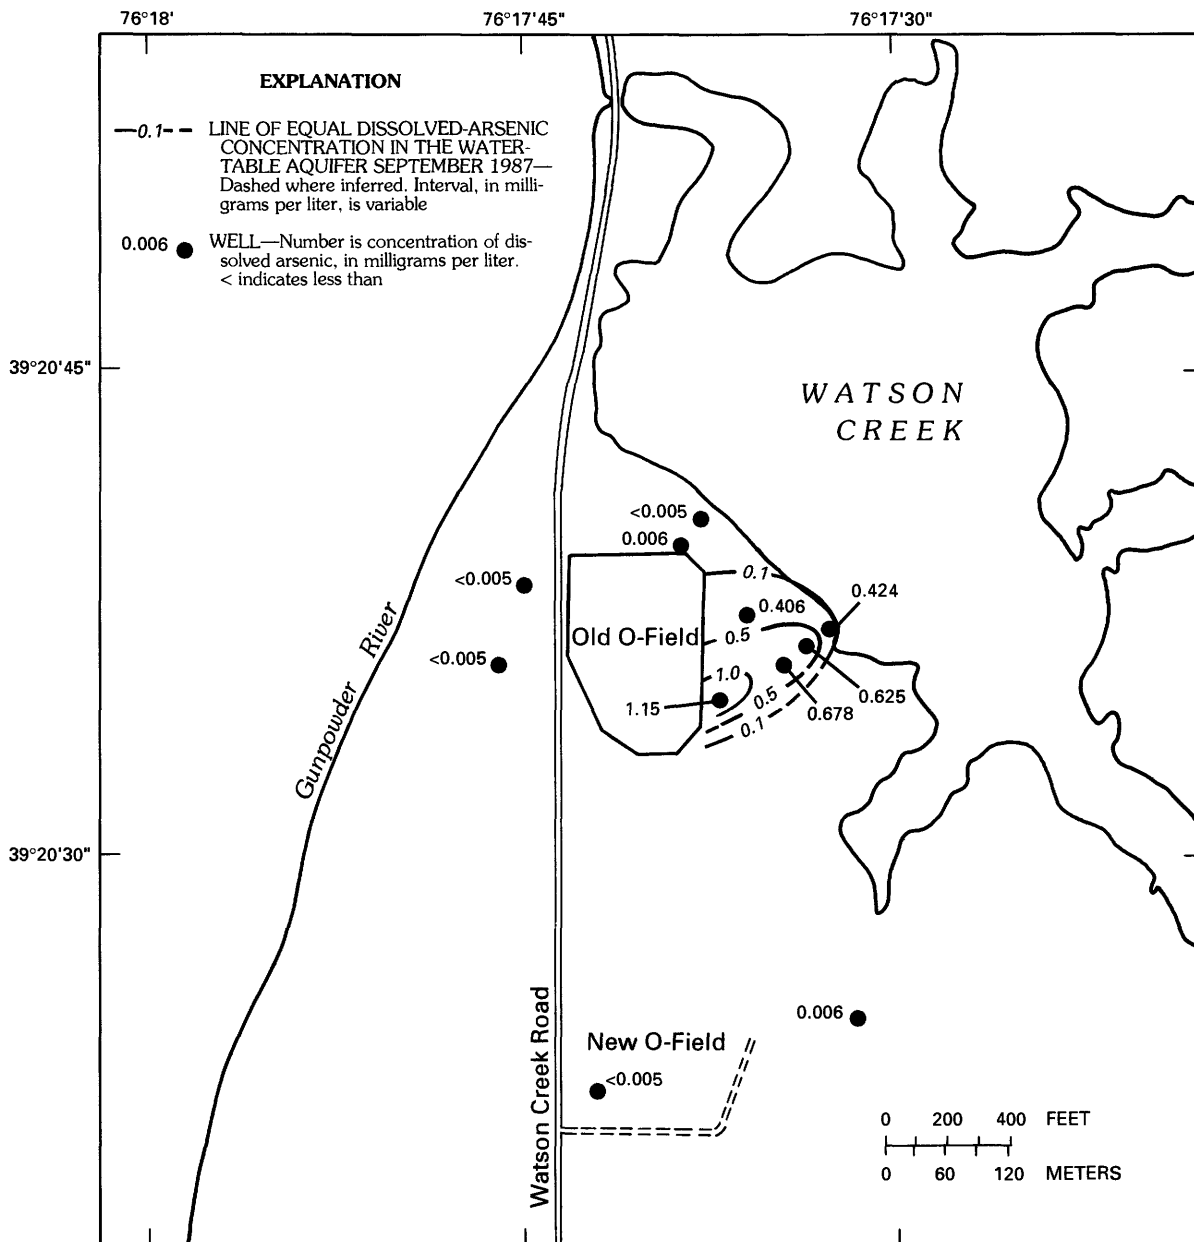 76°18' 76°17'45" 76°17'30"
EXPLANATION
—0.1-- LINE OF EQUAL DISSOLVED-ARSENIC
CONCENTRATION IN THE WATER-
TABLE AQUIFER SEPTEMBER 1987—
Dashed where inferred. Interval, in milli-
grams per liter, is variable
0.006 WELL—Number is concentration of dis-
solved arsenic, in milligrams per liter.
< indicates less than
39°20'45"
WATSON
CREEK
<0.005
0.006
<0.005
0.1
0.424
0.406
Old O-Field
0.5
<0.005
1.0
0.625
0.5
1.15
0.678
0.1
Gunpowder River
39°20'30"
Watson Creek Road
0.006
New O-Field
<0.005
0 200 400 FEET
0 60 120 METERS